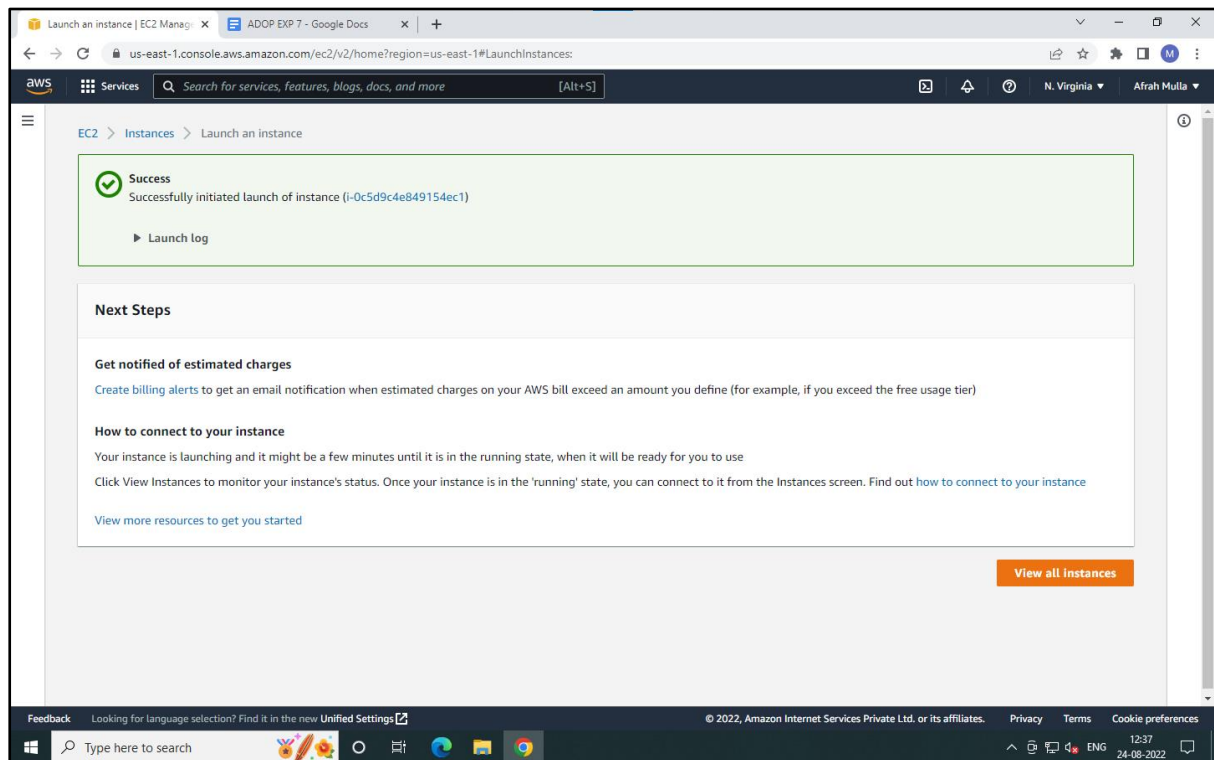 Launch an instance | EC2 Manage
ADOP EXP 7 - Google Docs
us-east-1.console.aws.amazon.com/ec2/v2/home?region=us-east-1#LaunchInstances:
M
aws
Services
Search for services, features, blogs, docs, and more
[Alt+S]
N. Virginia
Afrah Mulla
EC2 > Instances > Launch an instance
Success
Successfully initiated launch of instance (i-0c5d9c4e849154ec1)
Launch log
Next Steps
Get notified of estimated charges
Create billing alerts to get an email notification when estimated charges on your AWS bill exceed an amount you define (for example, if you exceed the free usage tier)
How to connect to your instance
Your instance is launching and it might be a few minutes until it is in the running state, when it will be ready for you to use
Click View Instances to monitor your instance's status. Once your instance is in the 'running' state, you can connect to it from the Instances screen. Find out how to connect to your instance
View more resources to get you started
View all instances
Feedback
Looking for language selection? Find it in the new Unified Settings
© 2022, Amazon Internet Services Private Ltd. or its affiliates.
Privacy
Terms
Cookie preferences
Type here to search
ENG
12:37
24-08-2022